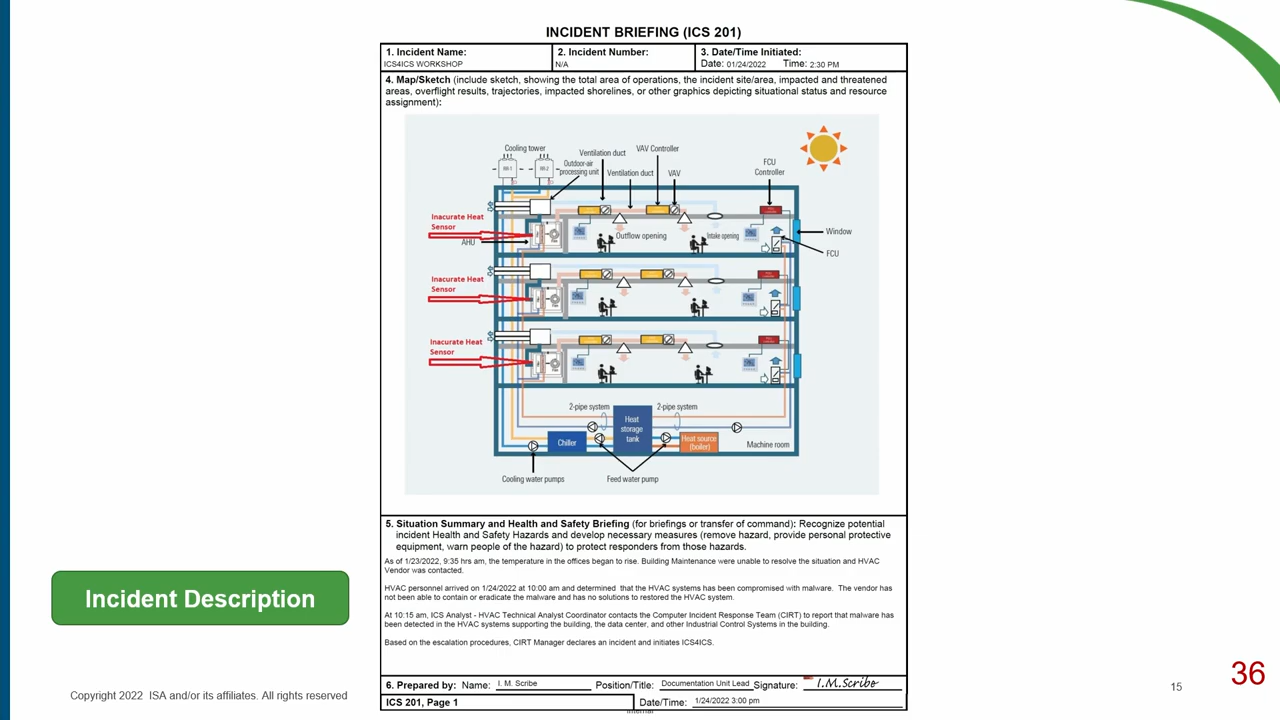 INCIDENT BRIEFING (ICS 201)
1. Incident Name:
ICS4ICS WORKSHOP
2. Incident Number:
N/A
3. Date/Time Initiated:
Date: 01/24/2022 Time: 2:30 PM
4. Map/Sketch (include sketch, showing the total area of operations, the incident site/area, impacted and threatened
areas, overflight results, trajectories, impacted shorelines, or other graphics depicting situational status and resource
assignment):
Cooling tower
Ventilation duct
VAV Controller
Outdoor-air
processing unit
Ventilation duct
VAV
FCU
Controller
Inacurate Heat
Sensor
AHU
Outflow opening
Intake opening
Window
FCU
Inacurate Heat
Sensor
Inacurate Heat
Sensor
2-pipe system
2-pipe system
Heat
storage
tank
Chiller
Heat source
(boiler)
Machine room
Cooling water pumps
Feed water pump
5. Situation Summary and Health and Safety Briefing (for briefings or transfer of command): Recognize potential
incident Health and Safety Hazards and develop necessary measures (remove hazard, provide personal protective
equipment, warn people of the hazard) to protect responders from those hazards.
As of 1/23/2022, 9:35 hrs am, the temperature in the offices began to rise. Building Maintenance were unable to resolve the situation and HVAC
Vendor was contacted.
HVAC personnel arrived on 1/24/2022 at 10:00 am and determined that the HVAC systems has been compromised with malware. The vendor has
not been able to contain or eradicate the malware and has no solutions to restored the HVAC system.
At 10:15 am, ICS Analyst - HVAC Technical Analyst Coordinator contacts the Computer Incident Response Team (CIRT) to report that malware has
been detected in the HVAC systems supporting the building, the data center, and other Industrial Control Systems in the building.
Based on the escalation procedures, CIRT Manager declares an incident and initiates ICS4ICS.
6. Prepared by: Name: I. M. Scribe Position/Title: Documentation Unit Lead Signature: I.M.Scribe
ICS 201, Page 1
Date/Time: 1/24/2022 3:00 pm
Internal
Incident Description
Copyright 2022 ISA and/or its affiliates. All rights reserved
15
36